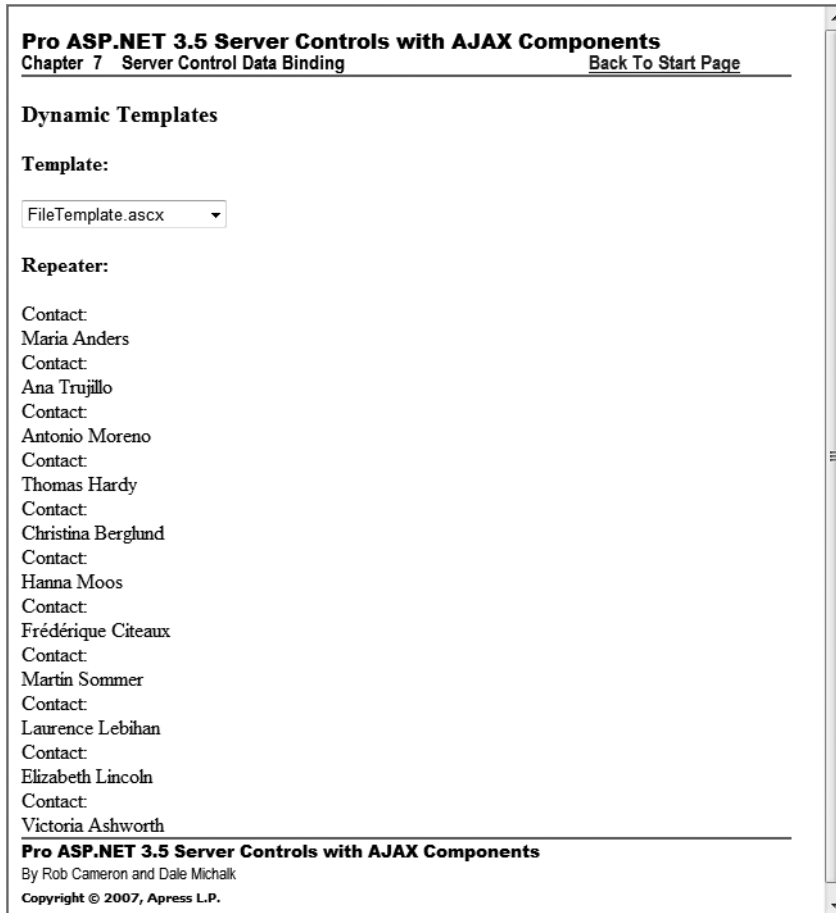 Pro ASP.NET 3.5 Server Controls with AJAX Components
Chapter 7 Server Control Data Binding Back To Start Page
Dynamic Templates
Template:
FileTemplate.ascx
Repeater:
Contact:
Maria Anders
Contact:
Ana Trujillo
Contact:
Antonio Moreno
Contact:
Thomas Hardy
Contact:
Christina Berglund
Contact:
Hanna Moos
Contact:
Frédérique Citeaux
Contact:
Martín Sommer
Contact:
Laurence Lebihan
Contact:
Elizabeth Lincoln
Contact:
Victoria Ashworth
Pro ASP.NET 3.5 Server Controls with AJAX Components
By Rob Cameron and Dale Michalk
Copyright © 2007, Apress L.P.